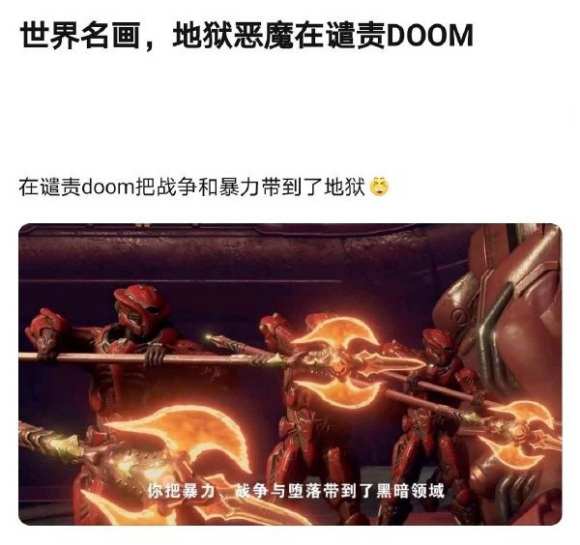 世界名画，地狱恶魔在谴责DOOM
在谴责doom把战争和暴力带到了地狱
你把暴力、战争与堕落带到了黑暗领域